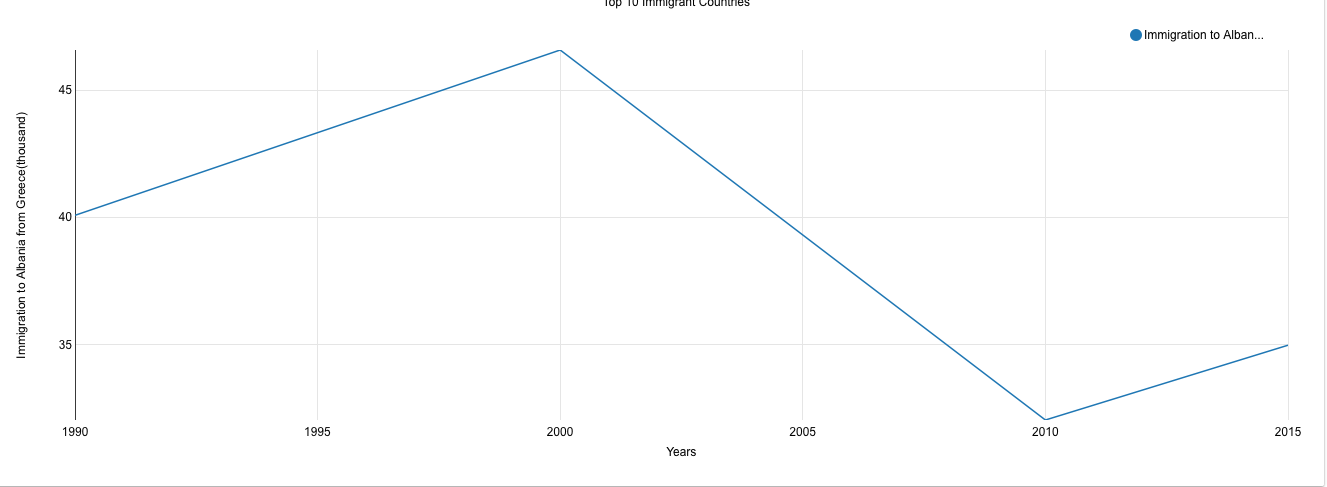 Top 10 Immigrant Countries
Immigration to Alban...
Immigration to Albania from Greece(thousand)
45
40
35
1990 1995 2000 2005 2010 2015
Years